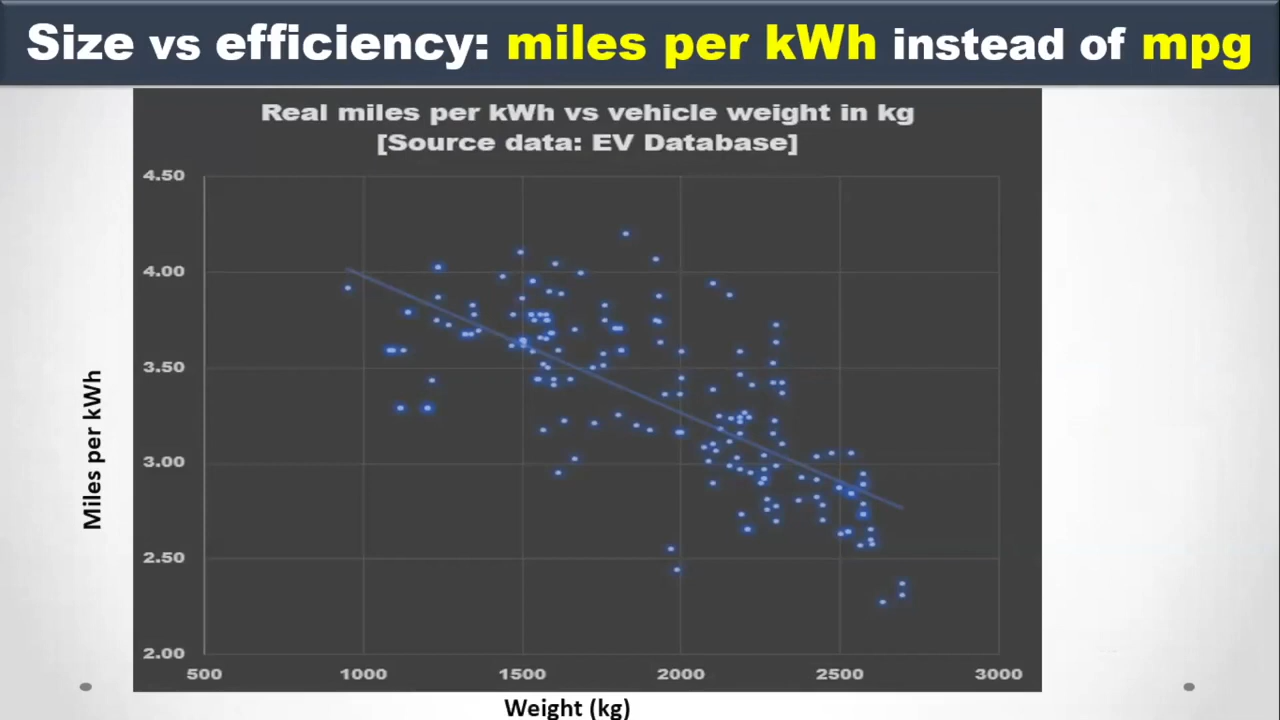 Size vs efficiency: miles per kWh instead of mpg
Real miles per kWh vs vehicle weight in kg
[Source data: EV Database]
4.50
4.00
3.50
3.00
2.50
2.00
Miles per kWh
500 1000 1500 2000 2500 3000
Weight (kg)